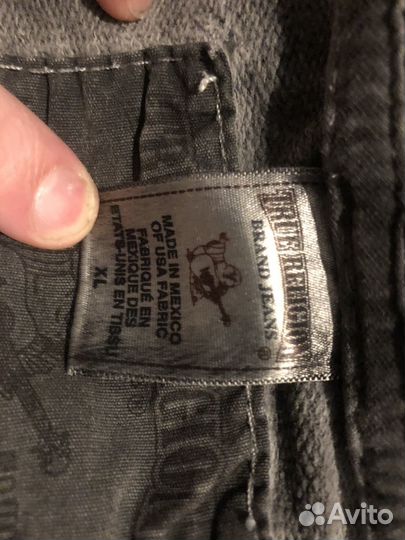 TRUE RELIGION
BRAND JEANS
®
MADE IN MEXICO
OF USA FABRIC
FABRIQUÉ EN
MEXIQUE DES
ÉTATS-UNIS EN TISSU
XL
Avito